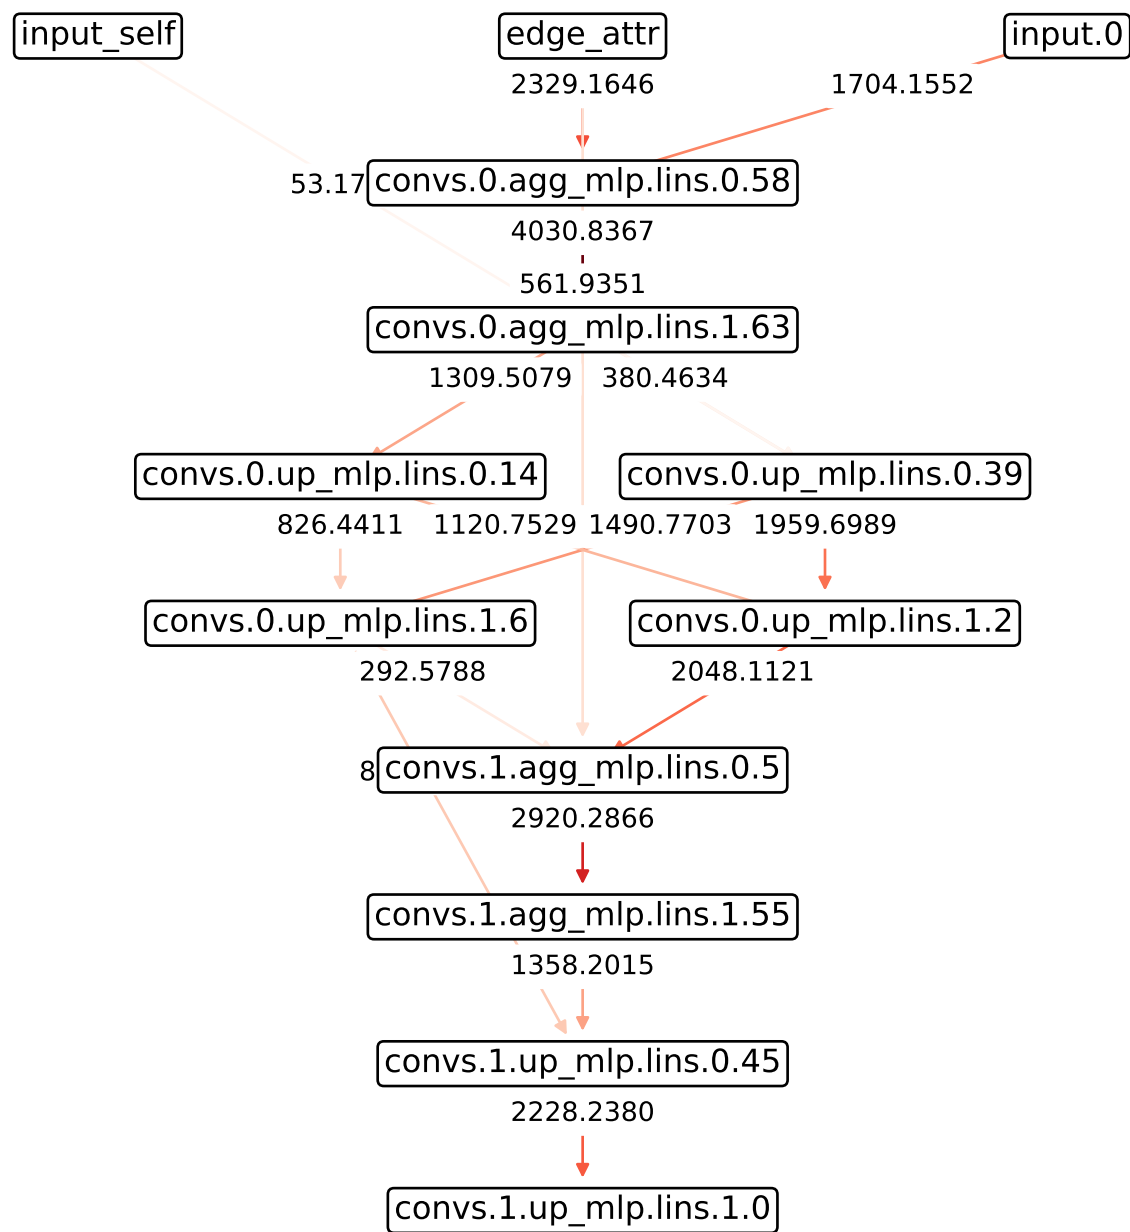 input_self
edge_attr
input.0
2329.1646
1704.1552
53.17
convs.0.agg_mlp.lins.0.58
4030.8367
561.9351
convs.0.agg_mlp.lins.1.63
1309.5079
380.4634
convs.0.up_mlp.lins.0.14
convs.0.up_mlp.lins.0.39
826.4411
1120.7529
1490.7703
1959.6989
convs.0.up_mlp.lins.1.6
convs.0.up_mlp.lins.1.2
292.5788
2048.1121
8
convs.1.agg_mlp.lins.0.5
2920.2866
convs.1.agg_mlp.lins.1.55
1358.2015
convs.1.up_mlp.lins.0.45
2228.2380
convs.1.up_mlp.lins.1.0